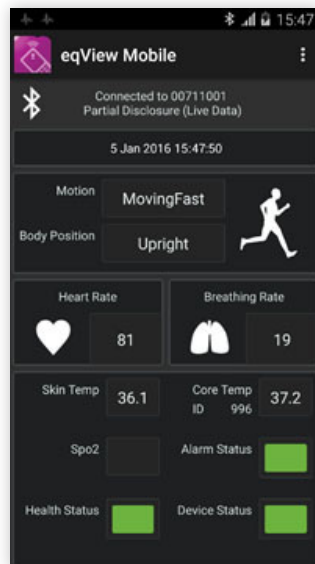 15:47
eqView Mobile
Connected to 00711001
Partial Disclosure (Live Data)
5 Jan 2016 15:47:50
Motion
MovingFast
Body Position
Upright
Heart Rate
Breathing Rate
81
19
Skin Temp
36.1
Core Temp
ID 996
37.2
Spo2
Alarm Status
Health Status
Device Status